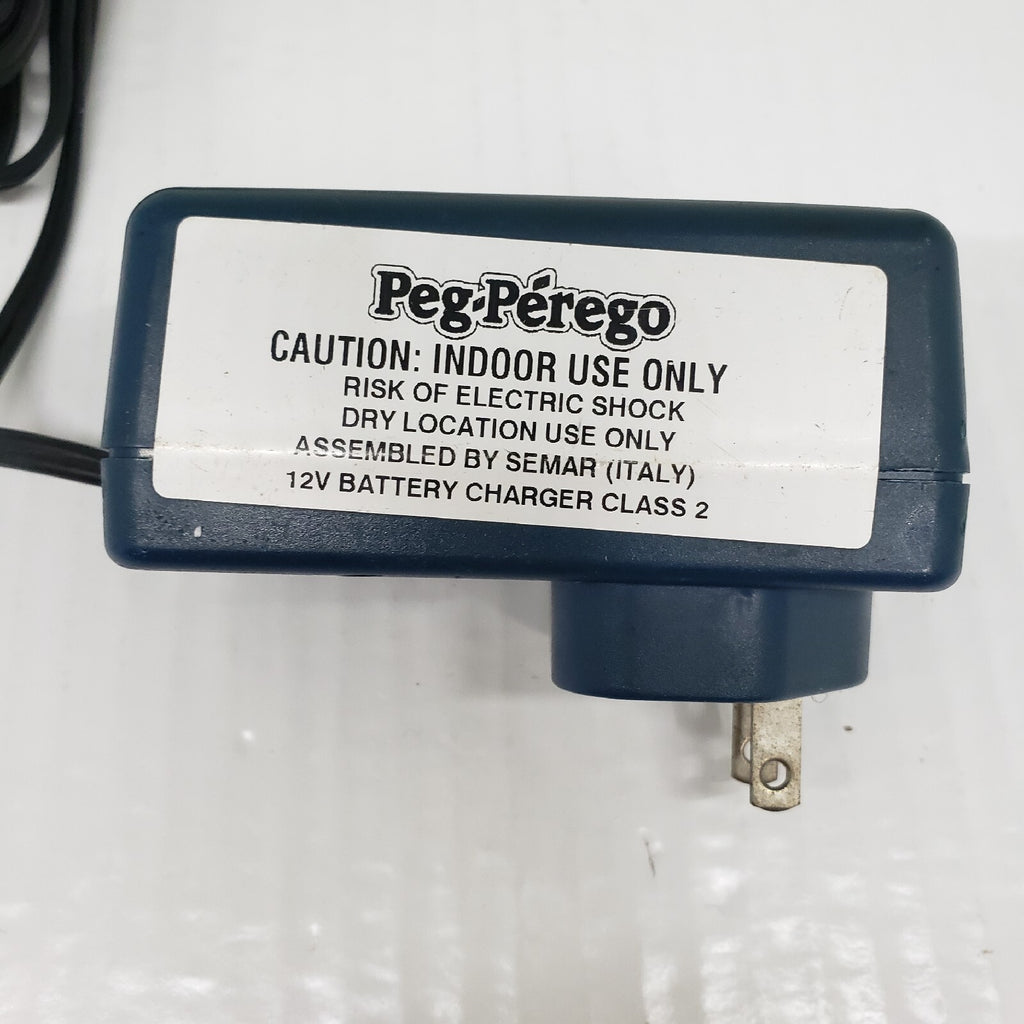 Peg-Pérego
CAUTION: INDOOR USE ONLY
RISK OF ELECTRIC SHOCK
DRY LOCATION USE ONLY
ASSEMBLED BY SEMAR (ITALY)
12V BATTERY CHARGER CLASS 2